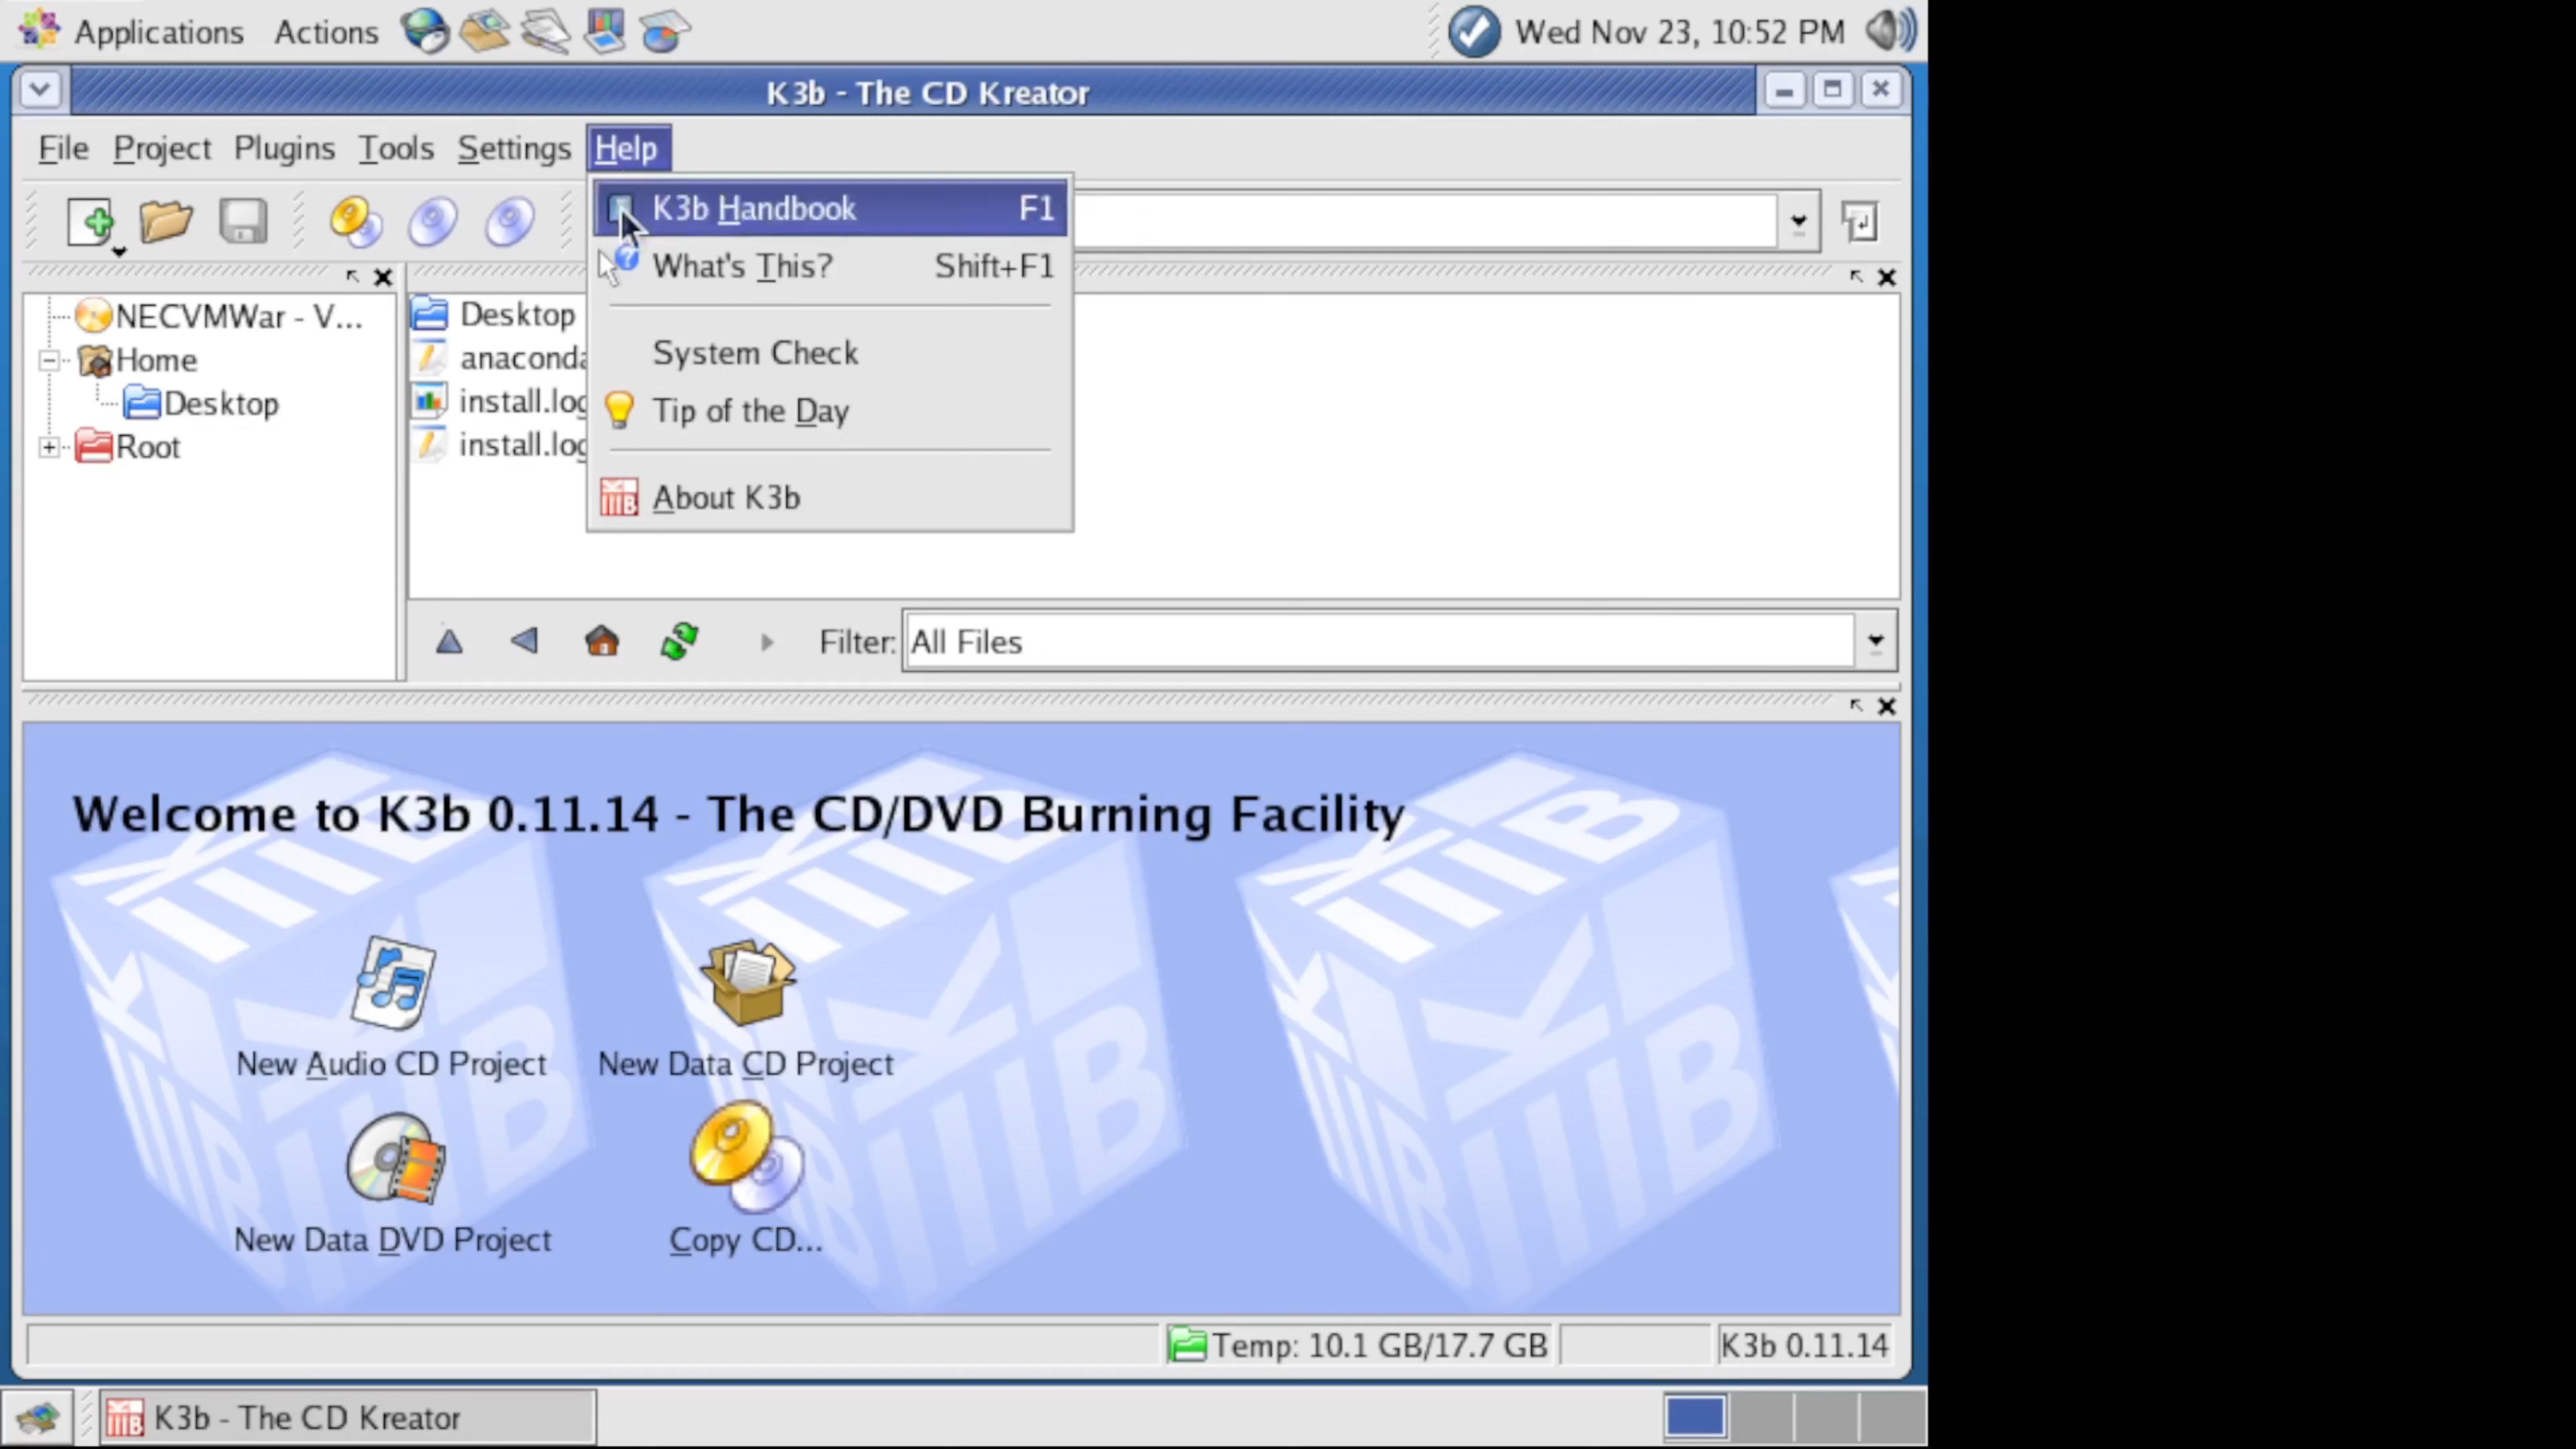 Applications Actions Wed Nov 23, 10:52 PM
K3b - The CD Kreator
File Project Plugins Tools Settings Help
K3b Handbook F1
What's This? Shift+F1
System Check
Tip of the Day
About K3b
NECVMWar - V...
Home
Desktop
Root
Desktop
anaconda
install.log
install.log
Filter: All Files
Welcome to K3b 0.11.14 - The CD/DVD Burning Facility
New Audio CD Project New Data CD Project
New Data DVD Project Copy CD...
Temp: 10.1 GB/17.7 GB K3b 0.11.14
K3b - The CD Kreator